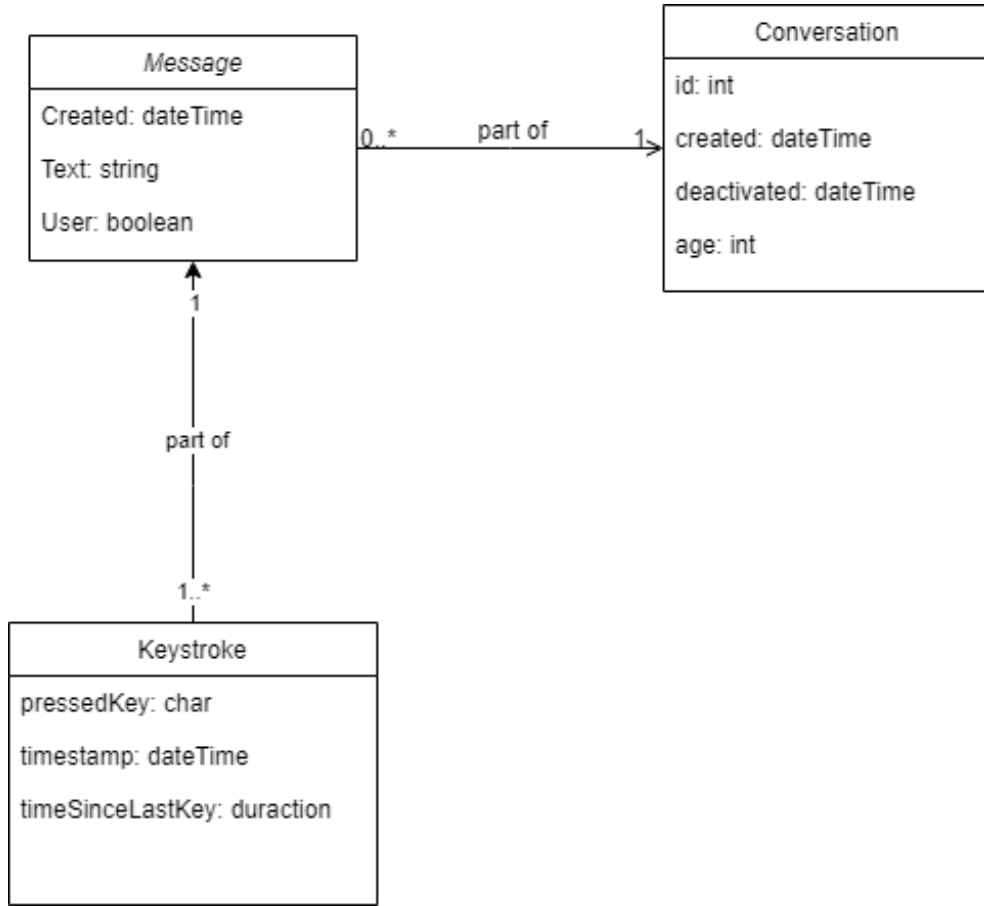 Conversation
id: int
created: dateTime
deactivated: dateTime
age: int
Message
Created: dateTime
Text: string
User: boolean
0..*
part of
1
1
part of
1..*
Keystroke
pressedKey: char
timestamp: dateTime
timeSinceLastKey: duraction